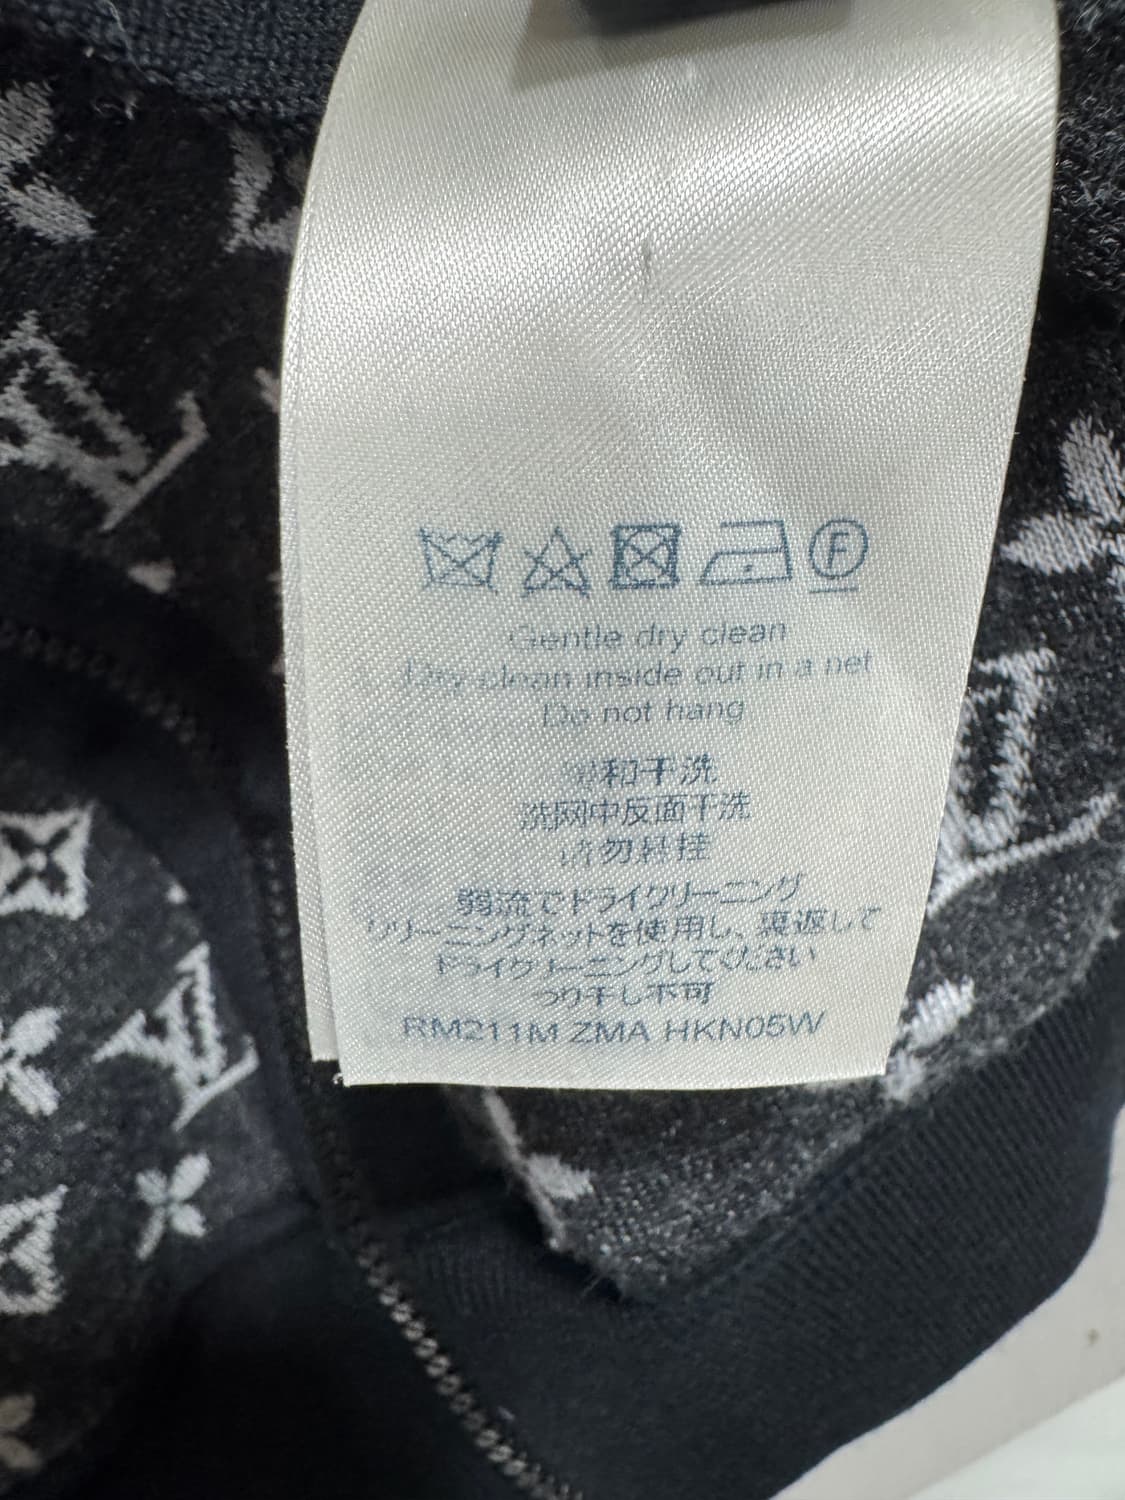 F
Gentle dry clean
Dry clean inside out in a net
Do not hang
和干洗
洗网中反面干洗
请勿悬挂
弱流でドライクリーニング
クリーニングネットを使用し、裏返して
ドライクリーニングしてください
つり干し不可
RM211M ZMA HKN05W